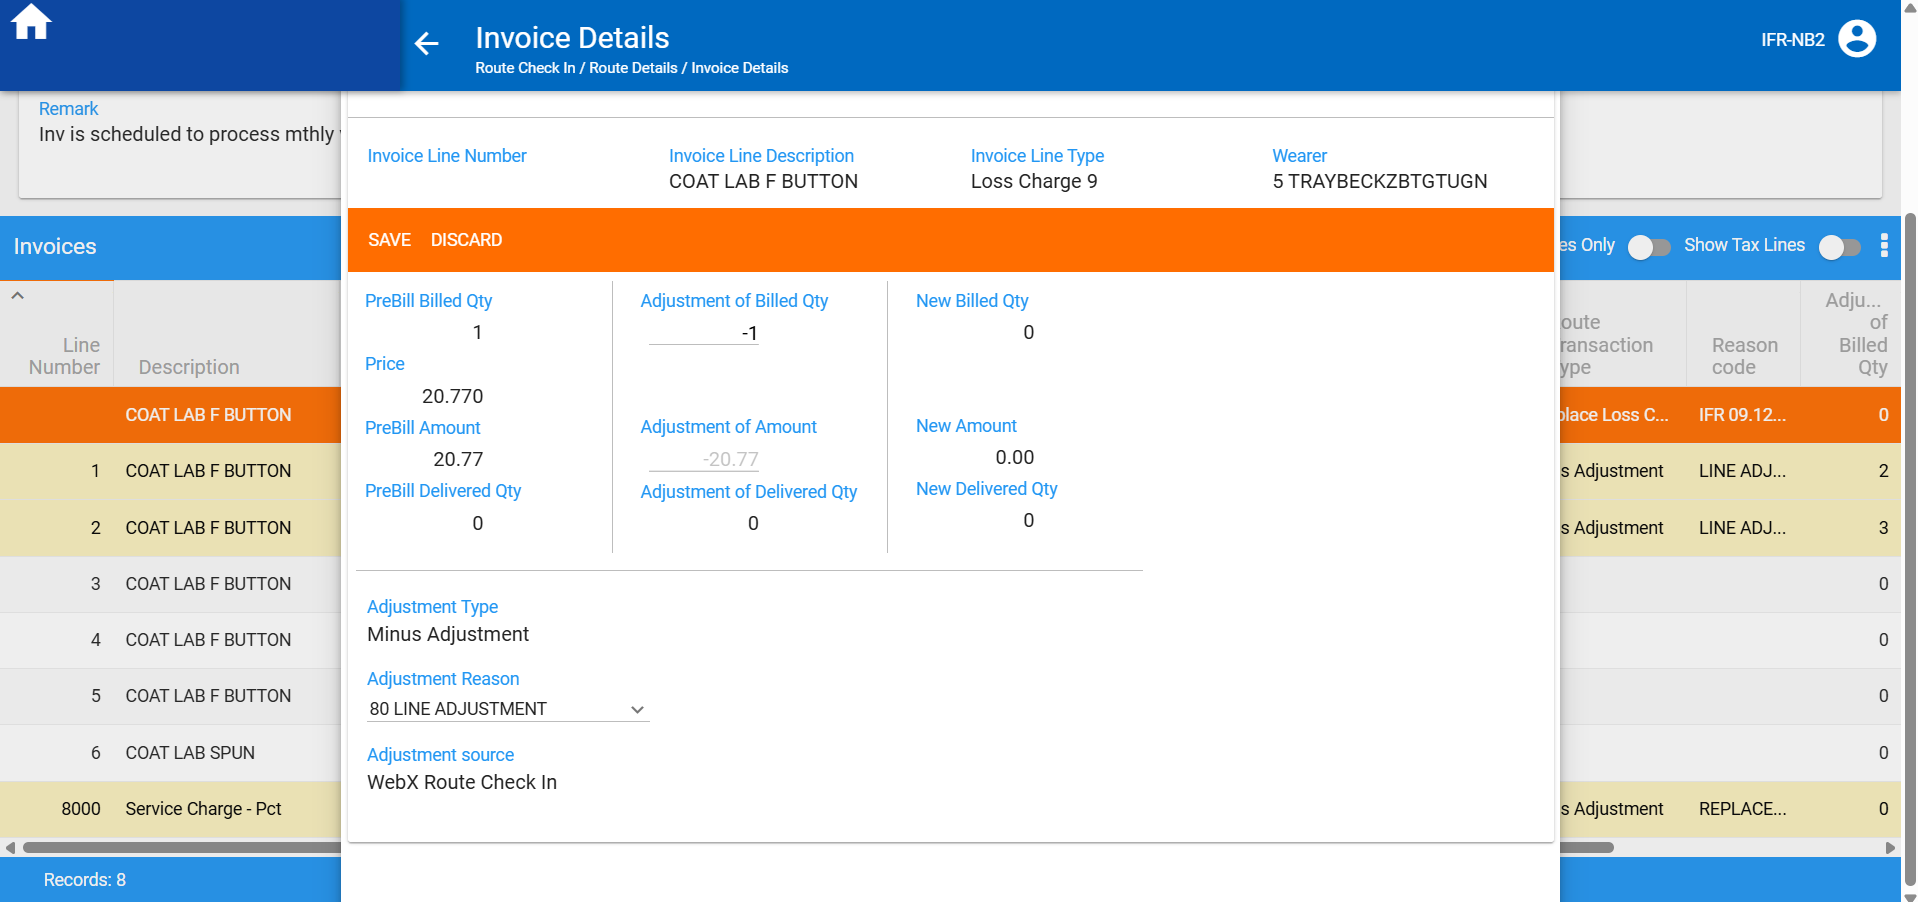 Invoice Details
Route Check In / Route Details / Invoice Details
IFR-NB2
Remark
Inv is scheduled to process mthly
Invoice Line Number
Invoice Line Description
COAT LAB F BUTTON
Invoice Line Type
Loss Charge 9
Wearer
5 TRAYBECKZBTGTUGN
SAVE DISCARD
Invoices
es Only
Show Tax Lines
Line
Number
Description
oute
ransaction
ype
Reason
code
Adju...
of
Billed
Qty
PreBill Billed Qty
1
Price
20.770
PreBill Amount
20.77
PreBill Delivered Qty
0
Adjustment of Billed Qty
-1
Adjustment of Amount
-20.77
Adjustment of Delivered Qty
0
New Billed Qty
0
New Amount
0.00
New Delivered Qty
0
Adjustment Type
Minus Adjustment
Adjustment Reason
80 LINE ADJUSTMENT
Adjustment source
WebX Route Check In
COAT LAB F BUTTON place Loss C... IFR 09.12... 0
1 COAT LAB F BUTTON s Adjustment LINE ADJ... 2
2 COAT LAB F BUTTON s Adjustment LINE ADJ... 3
3 COAT LAB F BUTTON 0
4 COAT LAB F BUTTON 0
5 COAT LAB F BUTTON 0
6 COAT LAB SPUN 0
8000 Service Charge - Pct s Adjustment REPLACE... 0
Records: 8